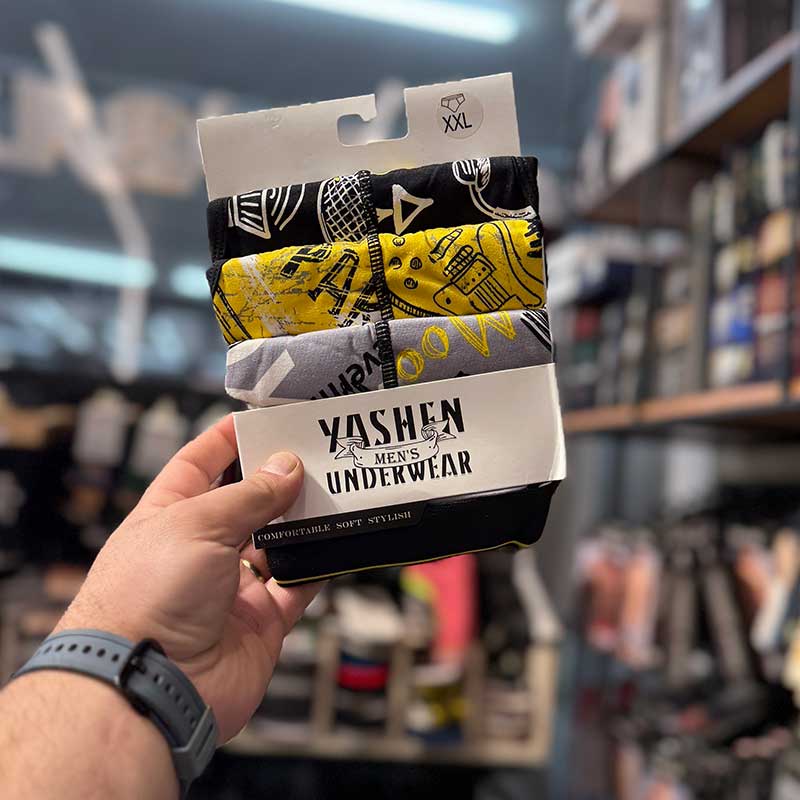 XXL
YASHEN
MEN'S
UNDERWEAR
COMFORTABLE SOFT STYLISH